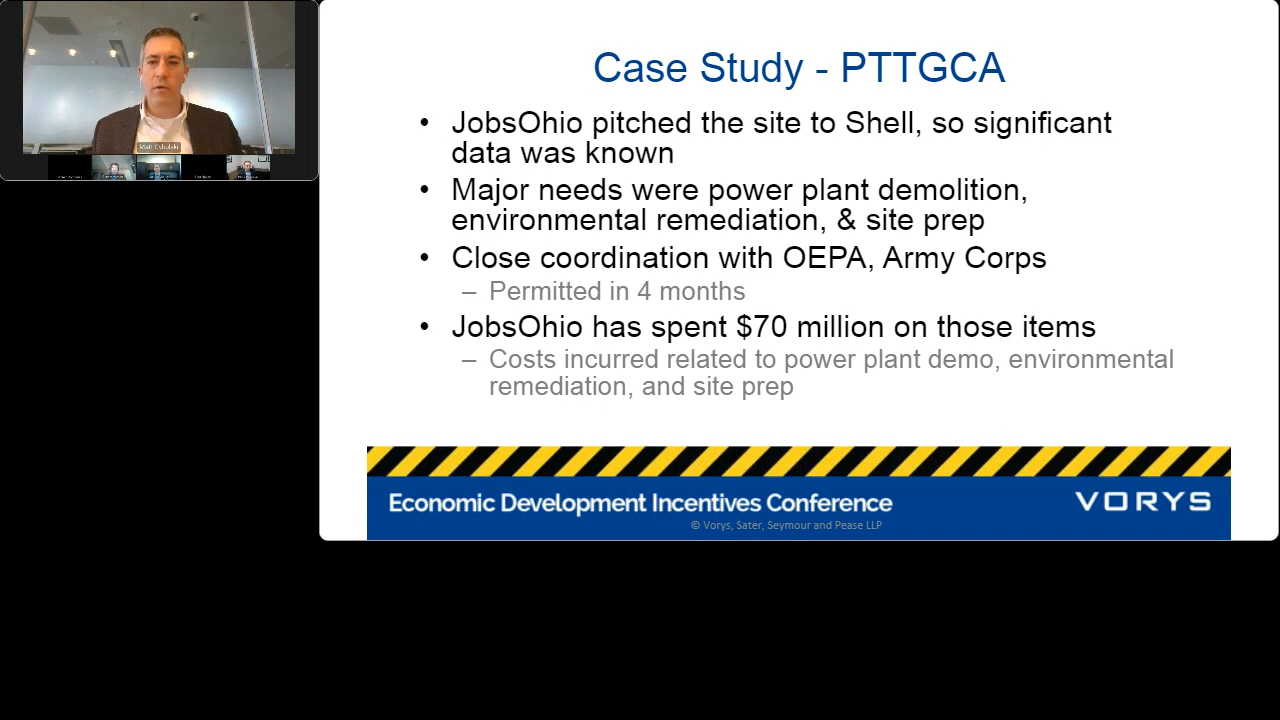 Matt Cybulski
Case Study - PTTGCA
• JobsOhio pitched the site to Shell, so significant
data was known
• Major needs were power plant demolition,
environmental remediation, & site prep
• Close coordination with OEPA, Army Corps
– Permitted in 4 months
• JobsOhio has spent $70 million on those items
– Costs incurred related to power plant demo, environmental
remediation, and site prep
Economic Development Incentives Conference
VORYS
© Vorys, Sater, Seymour and Pease LLP